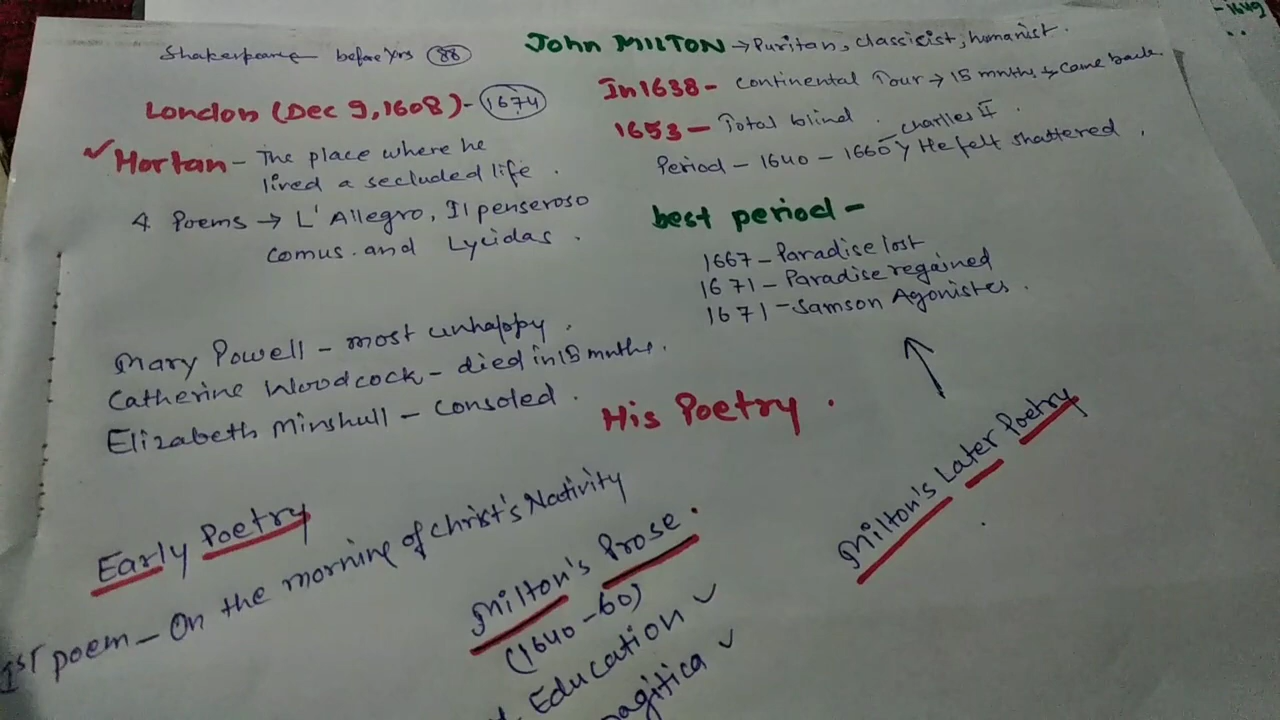 - 1649
Shakerpeare before yrs 88
John MILTON → Puritan, classicist, humanist.
London (Dec 9, 1608) - 1674
In 1638 - Continental Tour → 15 mnths, → Came back
1653 - Total blind.
Charlles II.
Period - 1640 - 1660 y He felt shattered,
✓ Hortan - The place where he
lived a secluded life.
4 Poems → L'Allegro, Il penseroso
comus. and Lycidas.
best period -
1667 - Paradise lost
1671 - Paradise regained
1671 - Samson Agonistes.
Mary Powell - most unhappy.
Catherine Woodcock - died in 15 mnths.
Elizabeth Minshull - consoled.
His Poetry.
Milton's Later Poetry
Early Poetry
1st poem - On the morning of christ's Nativity
Milton's Prose.
(1640 - 60)
Education ✓
agitica ✓